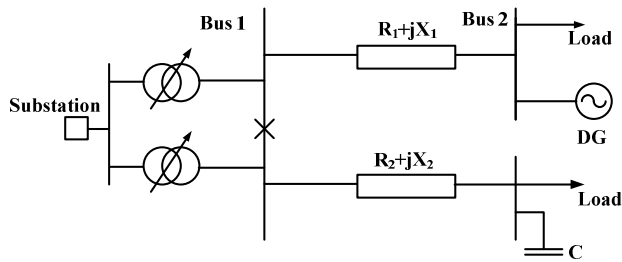 Bus 1
R₁+jX₁
Bus 2
Load
Substation
DG
R₂+jX₂
Load
C